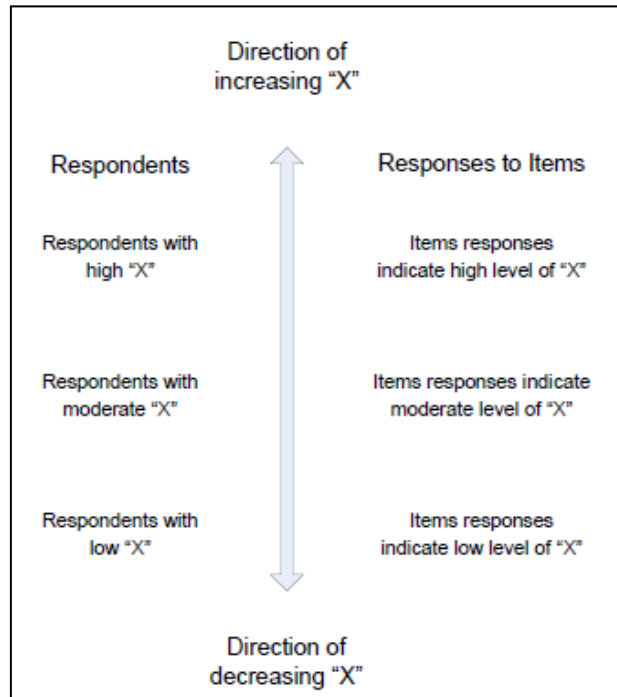 Direction of
increasing “X”
Respondents
Responses to Items
Respondents with
high “X”
Items responses
indicate high level of “X”
Respondents with
moderate “X”
Items responses indicate
moderate level of “X”
Respondents with
low “X”
Items responses
indicate low level of “X”
Direction of
decreasing “X”